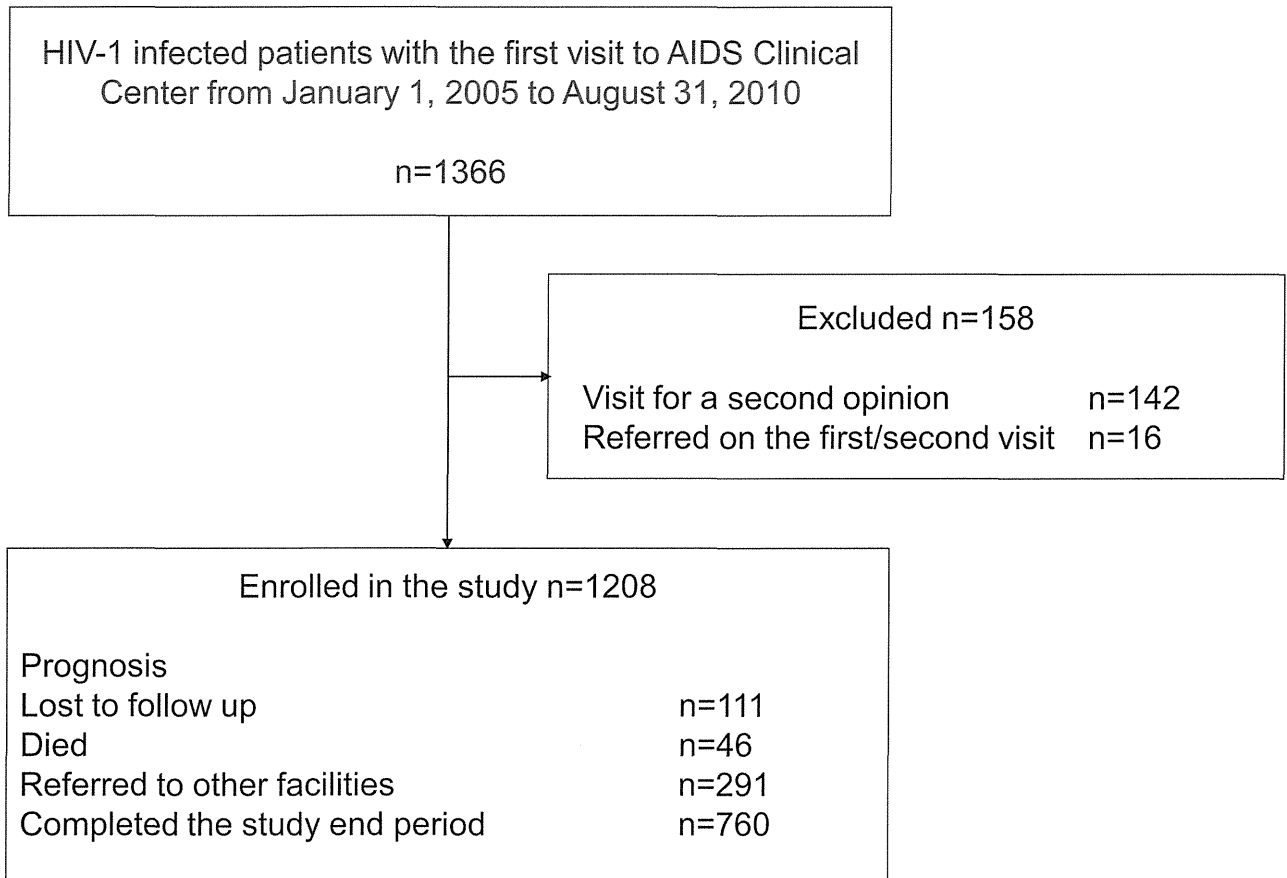 HIV-1 infected patients with the first visit to AIDS Clinical
Center from January 1, 2005 to August 31, 2010
n=1366
Excluded n=158
Visit for a second opinion n=142
Referred on the first/second visit n=16
Enrolled in the study n=1208
Prognosis
Lost to follow up n=111
Died n=46
Referred to other facilities n=291
Completed the study end period n=760